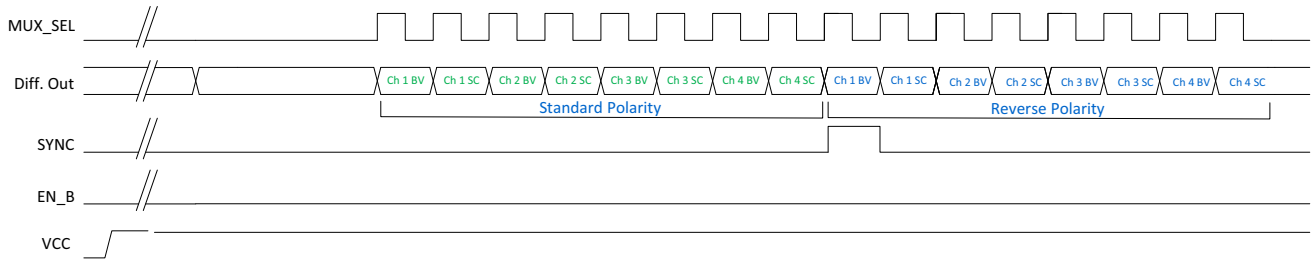 MUX_SEL
Diff. Out
Ch 1 BV Ch 1 SC Ch 2 BV Ch 2 SC Ch 3 BV Ch 3 SC Ch 4 BV Ch 4 SC Ch 1 BV Ch 1 SC Ch 2 BV Ch 2 SC Ch 3 BV Ch 3 SC Ch 4 BV Ch 4 SC
Standard Polarity
Reverse Polarity
SYNC
EN_B
VCC